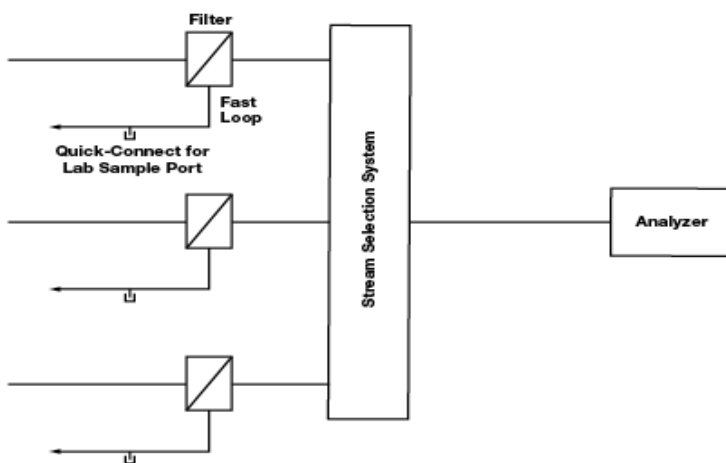 Filter
Fast
Loop
Quick-Connect for
Lab Sample Port
Stream Selection System
Analyzer